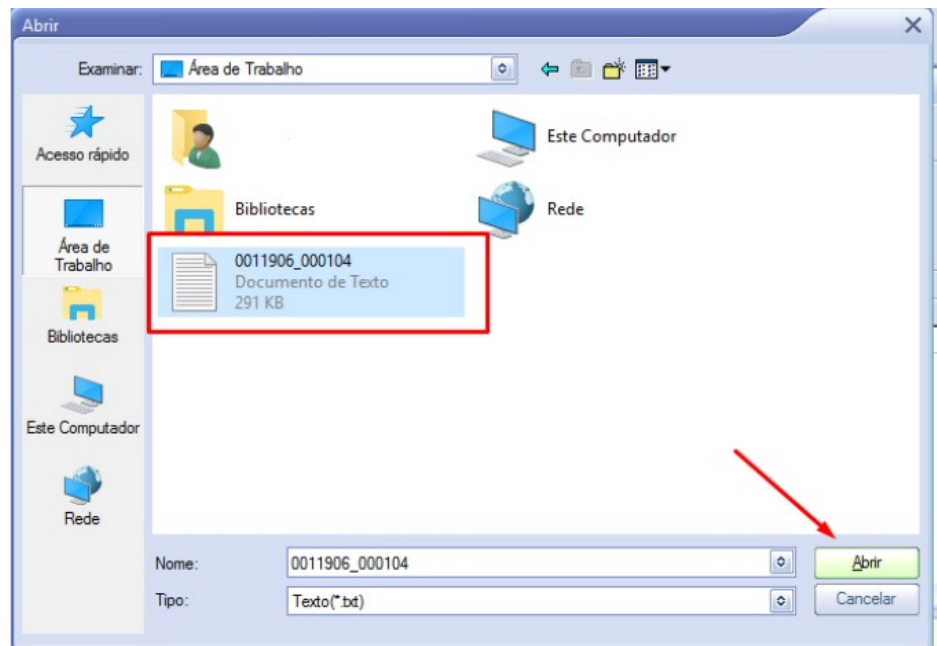 Abrir
Examinar:
Área de Trabalho
Acesso rápido
Área de
Trabalho
Bibliotecas
Este Computador
Rede
Este Computador
Bibliotecas
Rede
0011906_000104
Documento de Texto
291 KB
Nome:
0011906_000104
Abrir
Tipo:
Texto(*.txt)
Cancelar